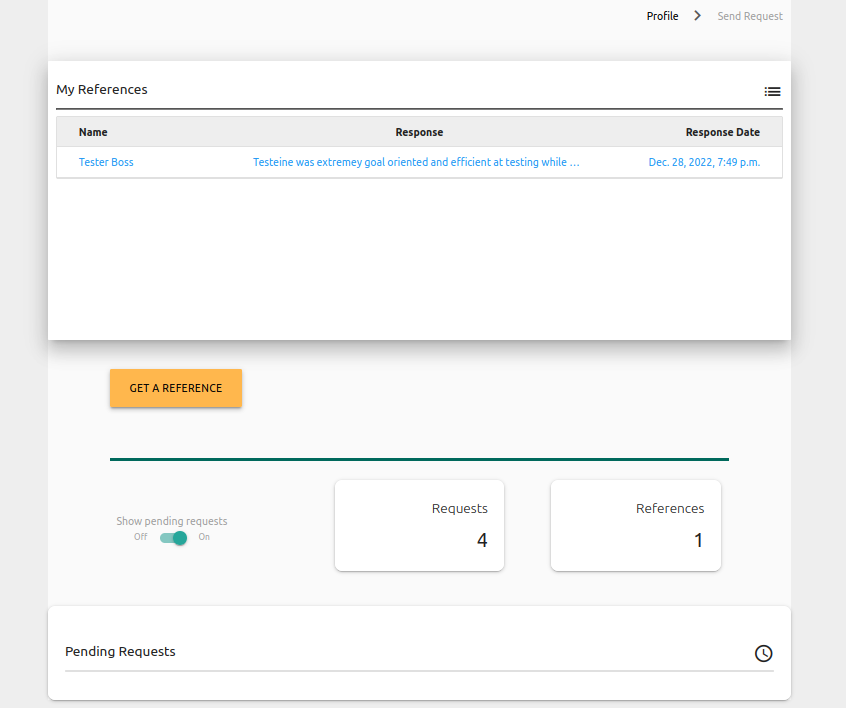 Profile > Send Request
My References
Name Response Response Date
Tester Boss Testeine was extremey goal oriented and efficient at testing while ... Dec. 28, 2022, 7:49 p.m.
GET A REFERENCE
Show pending requests
Off On
Requests
4
References
1
Pending Requests